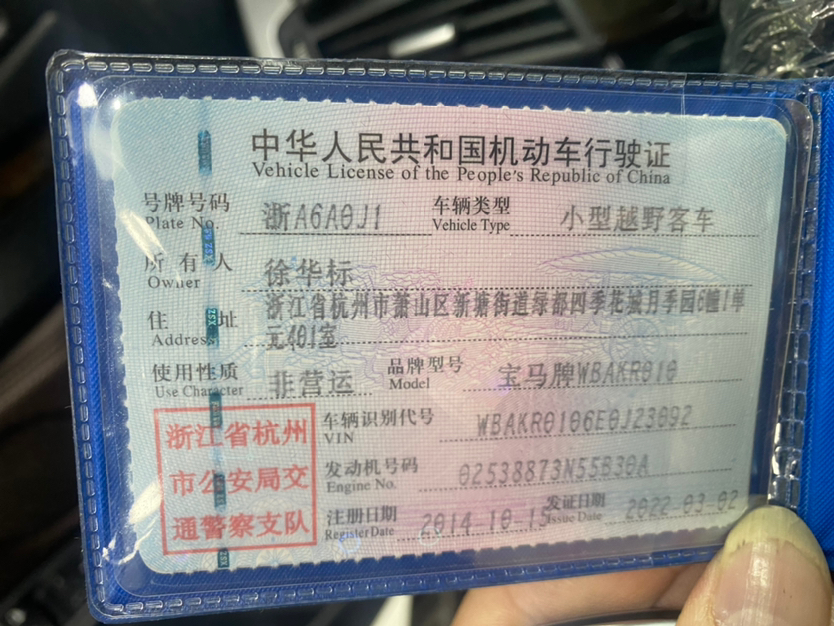 中华人民共和国机动车行驶证
Vehicle License of the People's Republic of China
号牌号码 浙A6A0J1 车辆类型 小型越野客车
Plate No. Vehicle Type
所有人 徐华标
Owner
住址 浙江省杭州市萧山区新塘街道绿都四季花城月季园6幢1单
Address 元401室
使用性质 非营运 品牌型号 宝马牌WBAKR010
Use Character Model
浙江省杭州
市公安局交
通警察支队
车辆识别代号 WBAKR0106E0J23092
VIN
发动机号码 02538873N55B30A
Engine No.
注册日期 2014-10-15 发证日期 2022-03-02
Register Date Issue Date